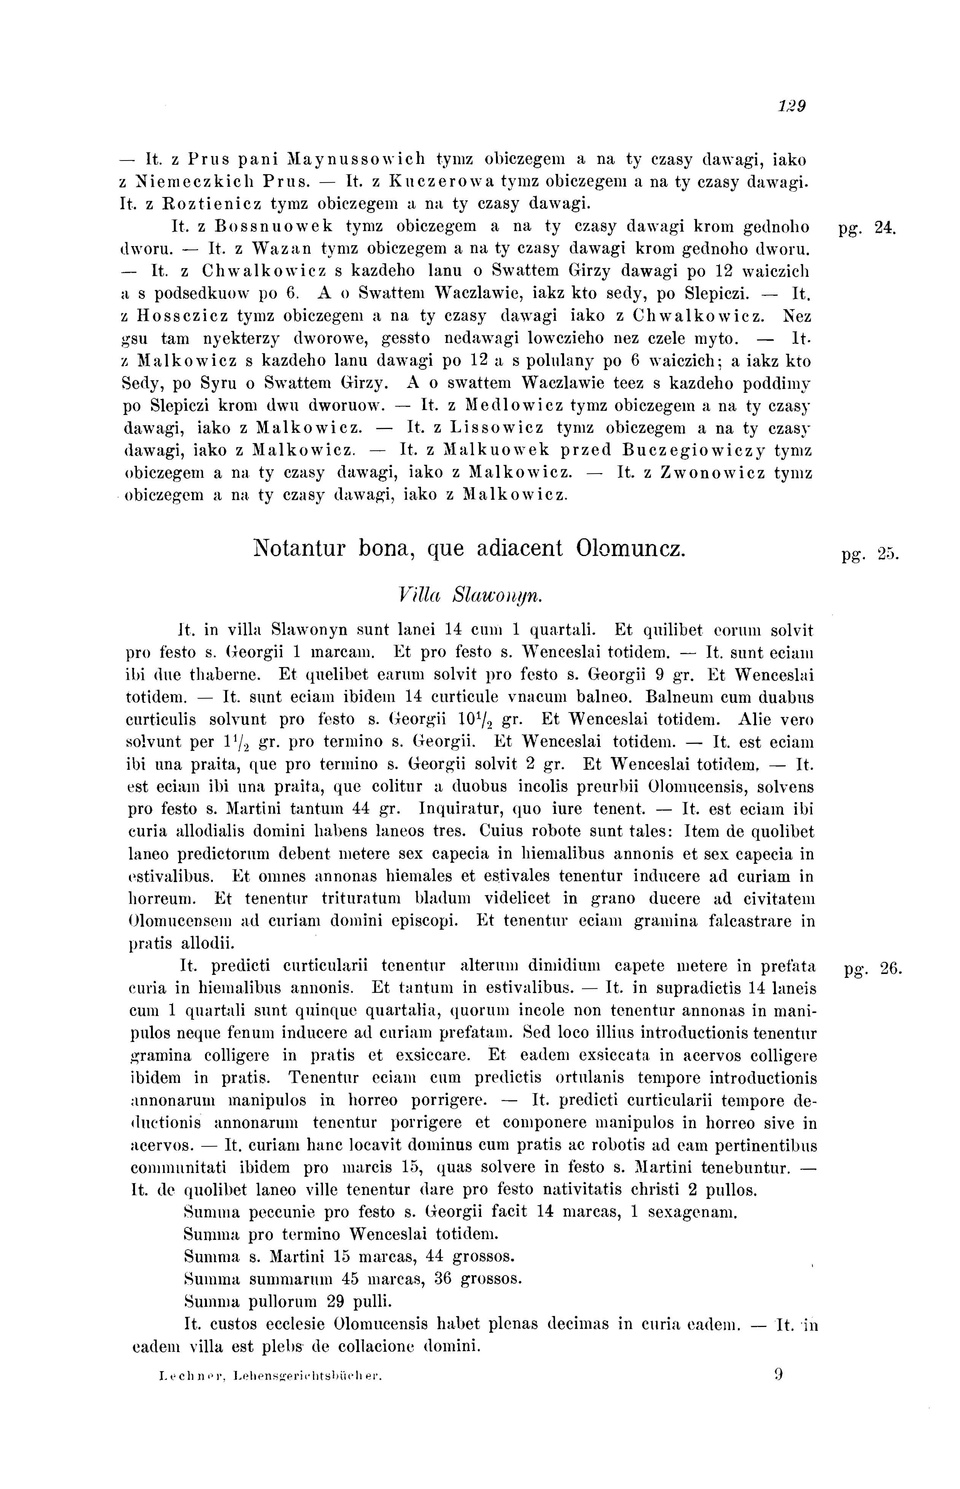 129
— It. z Prus pani Maynussowich tymz obiczegem a na ty czasy dawagi, iako
z Niemeczkich Prus. — It. z Kuczerowa tymz obiczegem a na ty czasy dawagi.
It. z Roztienicz tymz obiczegem a na ty czasy dawagi.
It. z Bossnuowek tymz obiczegem a na ty czasy dawagi krom gednoho pg. 24.
dworu. — It. z Wazan tymz obiczegem a na ty czasy dawagi krom gednoho dworu.
— It. z Chwalkowicz s kazdeho lanu o Swattem Girzy dawagi po 12 waiczich
a s podsedkuow po 6. A o Swattem Waczlawie, iakz kto sedy, po Slepiczi. — It.
z Hossczicz tymz obiczegem a na ty czasy dawagi iako z Chwalkowicz. Nez
gsu tam nyekterzy dworowe, gessto nedawagi lowczieho nez czele myto. — It.
z Malkowicz s kazdeho lanu dawagi po 12 a s polulany po 6 waiczich; a iakz kto
Sedy, po Syru o Swattem Girzy. A o swattem Waczlawie teez s kazdeho poddimy
po Slepiczi krom dwu dworuow. — It. z Medlowicz tymz obiczegem a na ty czasy
dawagi, iako z Malkowicz. — It. z Lissowicz tymz obiczegem a na ty czasy
dawagi, iako z Malkowicz. — It. z Malkuowek przed Buczegiowiczy tymz
obiczegem a na ty czasy dawagi, iako z Malkowicz. — It. z Zwonowicz tymz
obiczegem a na ty czasy dawagi, iako z Malkowicz.
Notantur bona, que adiacent Olomuncz. pg. 25.
Villa Slawonyn.
It. in villa Slawonyn sunt lanei 14 cum 1 quartali. Et quilibet eorum solvit
pro festo s. Georgii 1 marcam. Et pro festo s. Wenceslai totidem. — It. sunt eciam
ibi due thaberne. Et quelibet earum solvit pro festo s. Georgii 9 gr. Et Wenceslai
totidem. — It. sunt eciam ibidem 14 curticule vnacum balneo. Balneum cum duabus
curticulis solvunt pro festo s. Georgii 10½ gr. Et Wenceslai totidem. Alie vero
solvunt per 1½ gr. pro termino s. Georgii. Et Wenceslai totidem. — It. est eciam
ibi una praita, que pro termino s. Georgii solvit 2 gr. Et Wenceslai totidem. — It.
est eciam ibi una praita, que colitur a duobus incolis preurbii Olomucensis, solvens
pro festo s. Martini tantum 44 gr. Inquiratur, quo iure tenent. — It. est eciam ibi
curia allodialis domini habens laneos tres. Cuius robote sunt tales: Item de quolibet
laneo predictorum debent metere sex capecia in hiemalibus annonis et sex capecia in
estivalibus. Et omnes annonas hiemales et estivales tenentur inducere ad curiam in
horreum. Et tenentur trituratum bladum videlicet in grano ducere ad civitatem
Olomucensem ad curiam domini episcopi. Et tenentur eciam gramina falcastrare in
pratis allodii.
It. predicti curticularii tenentur alterum dimidium capete metere in prefata pg. 26.
curia in hiemalibus annonis. Et tantum in estivalibus. — It. in supradictis 14 laneis
cum 1 quartali sunt quinque quartalia, quorum incole non tenentur annonas in mani-
pulos neque fenum inducere ad curiam prefatam. Sed loco illius introductionis tenentur
gramina colligere in pratis et exsiccare. Et eadem exsiccata in acervos colligere
ibidem in pratis. Tenentur eciam cum predictis ortulanis tempore introductionis
annonarum manipulos in horreo porrigere. — It. predicti curticularii tempore de-
ductionis annonarum tenentur porrigere et componere manipulos in horreo sive in
acervos. — It. curiam hanc locavit dominus cum pratis ac robotis ad eam pertinentibus
communitati ibidem pro marcis 15, quas solvere in festo s. Martini tenebuntur. —
It. de quolibet laneo ville tenentur dare pro festo nativitatis christi 2 pullos.
Summa peccunie pro festo s. Georgii facit 14 marcas, 1 sexagenam.
Summa pro termino Wenceslai totidem.
Summa s. Martini 15 marcas, 44 grossos.
Summa summarum 45 marcas, 36 grossos.
Summa pullorum 29 pulli.
It. custos ecclesie Olomucensis habet plenas decimas in curia eadem. — It. in
eadem villa est plebs de collacione domini.
Lechner, Lehensgerichtsbücher. 9